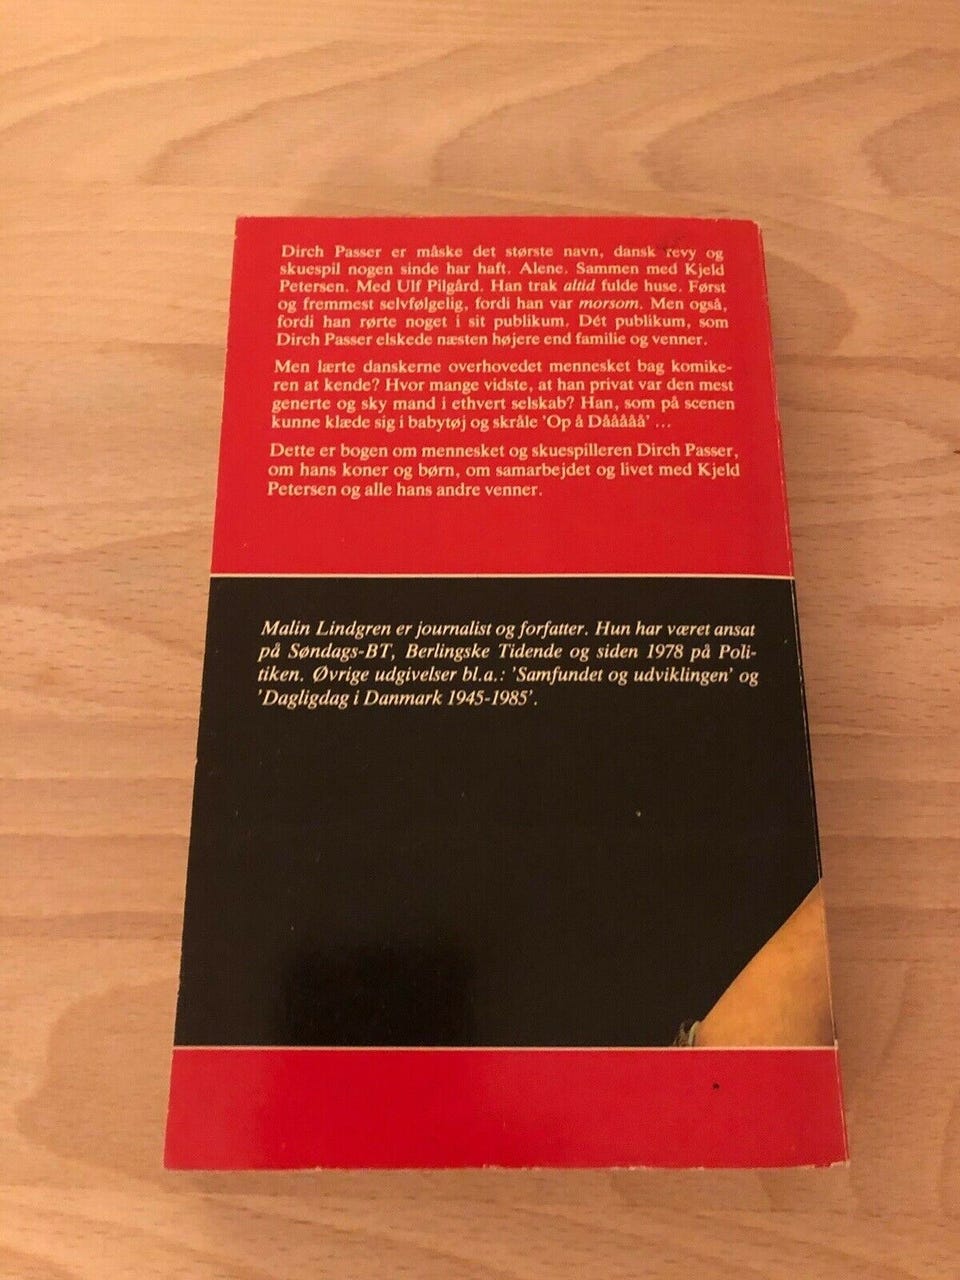 Dirch Passer er måske det største navn, dansk revy og
skuespil nogen sinde har haft. Alene. Sammen med Kjeld
Petersen. Med Ulf Pilgård. Han trak altid fulde huse. Først
og fremmest selvfølgelig, fordi han var morsom. Men også,
fordi han rørte noget i sit publikum. Dét publikum, som
Dirch Passer elskede næsten højere end familie og venner.
Men lærte danskerne overhovedet mennesket bag komike-
ren at kende? Hvor mange vidste, at han privat var den mest
generte og sky mand i ethvert selskab? Han, som på scenen
kunne klæde sig i babytøj og skråle 'Op å Dååååå' ...
Dette er bogen om mennesket og skuespilleren Dirch Passer,
om hans koner og børn, om samarbejdet og livet med Kjeld
Petersen og alle hans andre venner.
Malin Lindgren er journalist og forfatter. Hun har været ansat
på Søndags-BT, Berlingske Tidende og siden 1978 på Poli-
tiken. Øvrige udgivelser bl.a.: 'Samfundet og udviklingen' og
'Dagligdag i Danmark 1945-1985'.